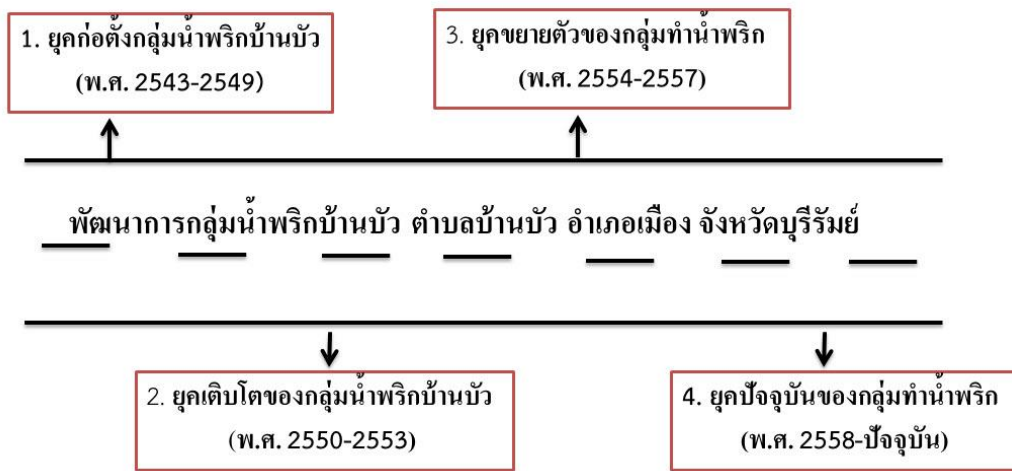 1. ยุคก่อตั้งกลุ่มน้ำพริกบ้านบัว
(พ.ศ. 2543-2549)
3. ยุคขยายตัวของกลุ่มทำน้ำพริก
(พ.ศ. 2554-2557)
พัฒนาการกลุ่มน้ำพริกบ้านบัว ตำบลบ้านบัว อำเภอเมือง จังหวัดบุรีรัมย์
2. ยุคเติบโตของกลุ่มน้ำพริกบ้านบัว
(พ.ศ. 2550-2553)
4. ยุคปัจจุบันของกลุ่มทำน้ำพริก
(พ.ศ. 2558-ปัจจุบัน)